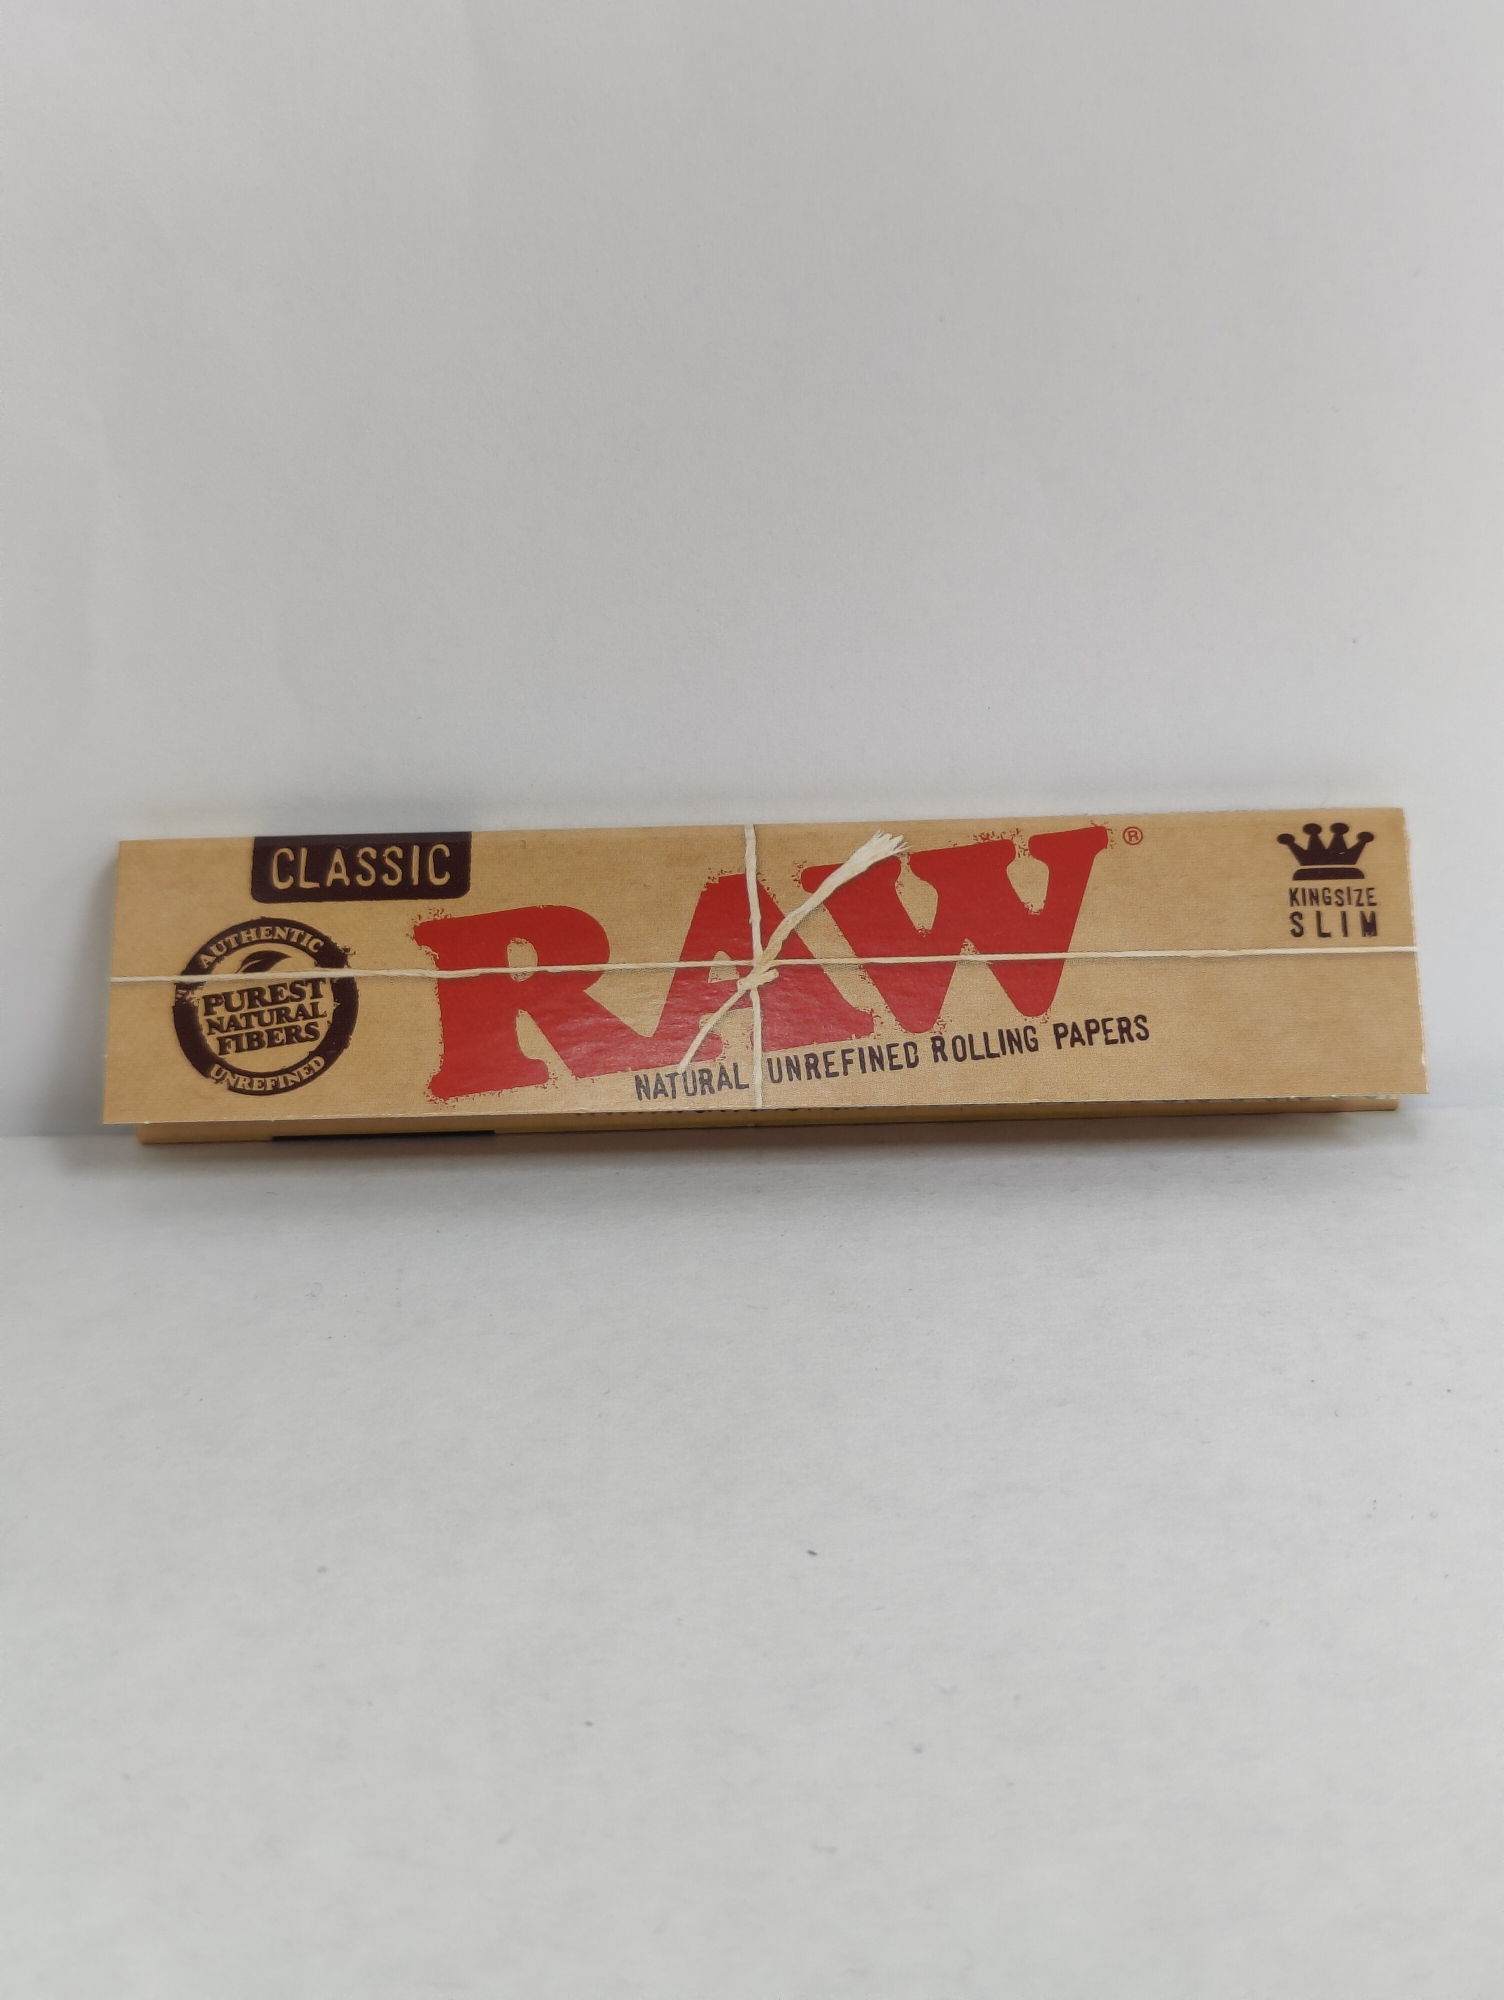 CLASSIC
AUTHENTIC
PUREST
NATURAL
FIBERS
UNREFINED
RAW®
NATURAL UNREFINED ROLLING PAPERS
KINGSIZE
SLIM